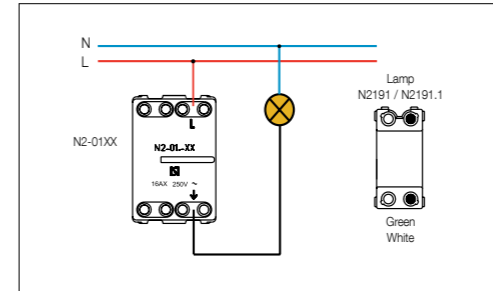 N
L
Lamp
N2191 / N2191.1
L
N2-01XX
N2-01.-XX
16AX 250V ~
Green
White